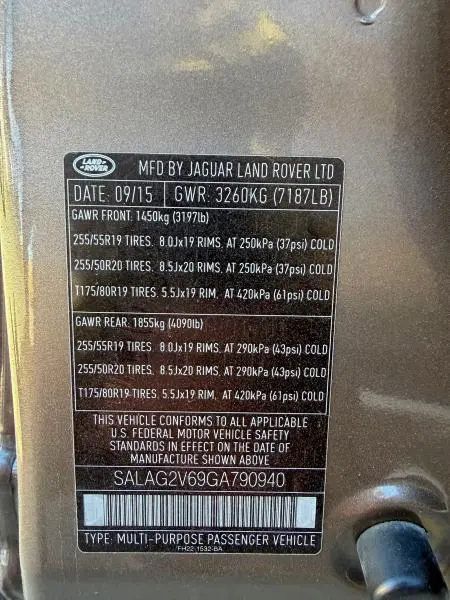 LAND-
ROVER
MFD BY JAGUAR LAND ROVER LTD
DATE: 09/15 GWR: 3260KG (7187LB)
GAWR FRONT: 1450kg (3197lb)
255/55R19 TIRES. 8.0Jx19 RIMS, AT 250kPa (37psi) COLD
255/50R20 TIRES. 8.5Jx20 RIMS, AT 250kPa (37psi) COLD
T175/80R19 TIRES. 5.5Jx19 RIM, AT 420kPa (61psi) COLD
GAWR REAR: 1855kg (4090lb)
255/55R19 TIRES. 8.0Jx19 RIMS, AT 290kPa (43psi) COLD
255/50R20 TIRES. 8.5Jx20 RIMS, AT 290kPa (43psi) COLD
T175/80R19 TIRES. 5.5Jx19 RIM, AT 420kPa (61psi) COLD
THIS VEHICLE CONFORMS TO ALL APPLICABLE
U.S. FEDERAL MOTOR VEHICLE SAFETY
STANDARDS IN EFFECT ON THE DATE OF
MANUFACTURE SHOWN ABOVE
SALAG2V69GA790940
TYPE: MULTI-PURPOSE PASSENGER VEHICLE
FH22-1532-BA